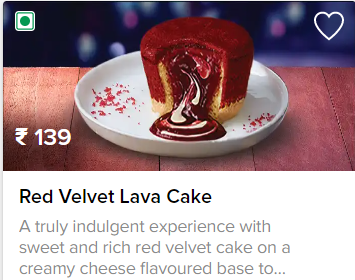 ₹ 139
Red Velvet Lava Cake
A truly indulgent experience with
sweet and rich red velvet cake on a
creamy cheese flavoured base to...